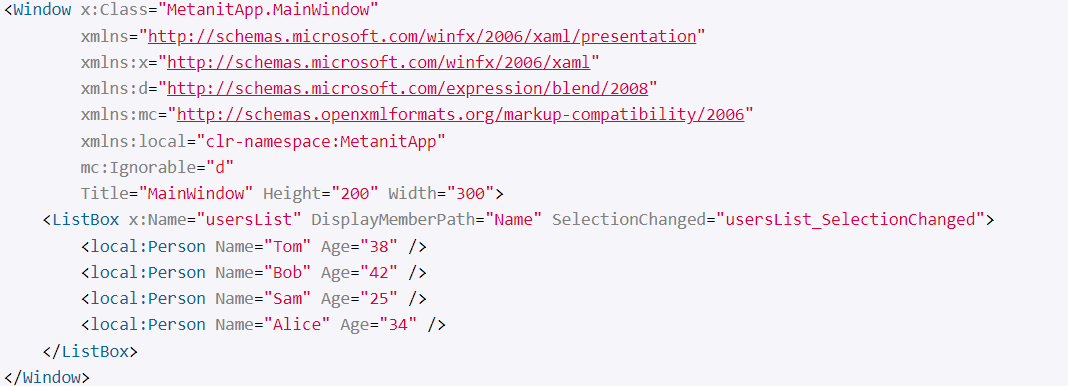 <Window x:Class="MetanitApp.MainWindow"
        xmlns="http://schemas.microsoft.com/winfx/2006/xaml/presentation"
        xmlns:x="http://schemas.microsoft.com/winfx/2006/xaml"
        xmlns:d="http://schemas.microsoft.com/expression/blend/2008"
        xmlns:mc="http://schemas.openxmlformats.org/markup-compatibility/2006"
        xmlns:local="clr-namespace:MetanitApp"
        mc:Ignorable="d"
        Title="MainWindow" Height="200" Width="300">
    <ListBox x:Name="usersList" DisplayMemberPath="Name" SelectionChanged="usersList_SelectionChanged">
        <local:Person Name="Tom" Age="38" />
        <local:Person Name="Bob" Age="42" />
        <local:Person Name="Sam" Age="25" />
        <local:Person Name="Alice" Age="34" />
    </ListBox>
</Window>